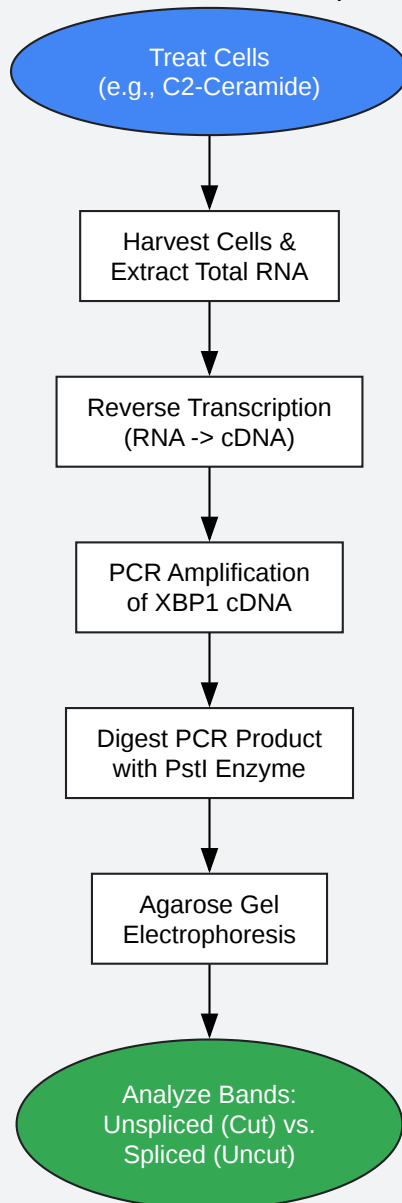 Treat Cells
(e.g., C2-Ceramide)
Harvest Cells &
Extract Total RNA
Reverse Transcription
(RNA -> cDNA)
PCR Amplification
of XBP1 cDNA
Digest PCR Product
with PstI Enzyme
Agarose Gel
Electrophoresis
Analyze Bands:
Unspliced (Cut) vs.
Spliced (Uncut)